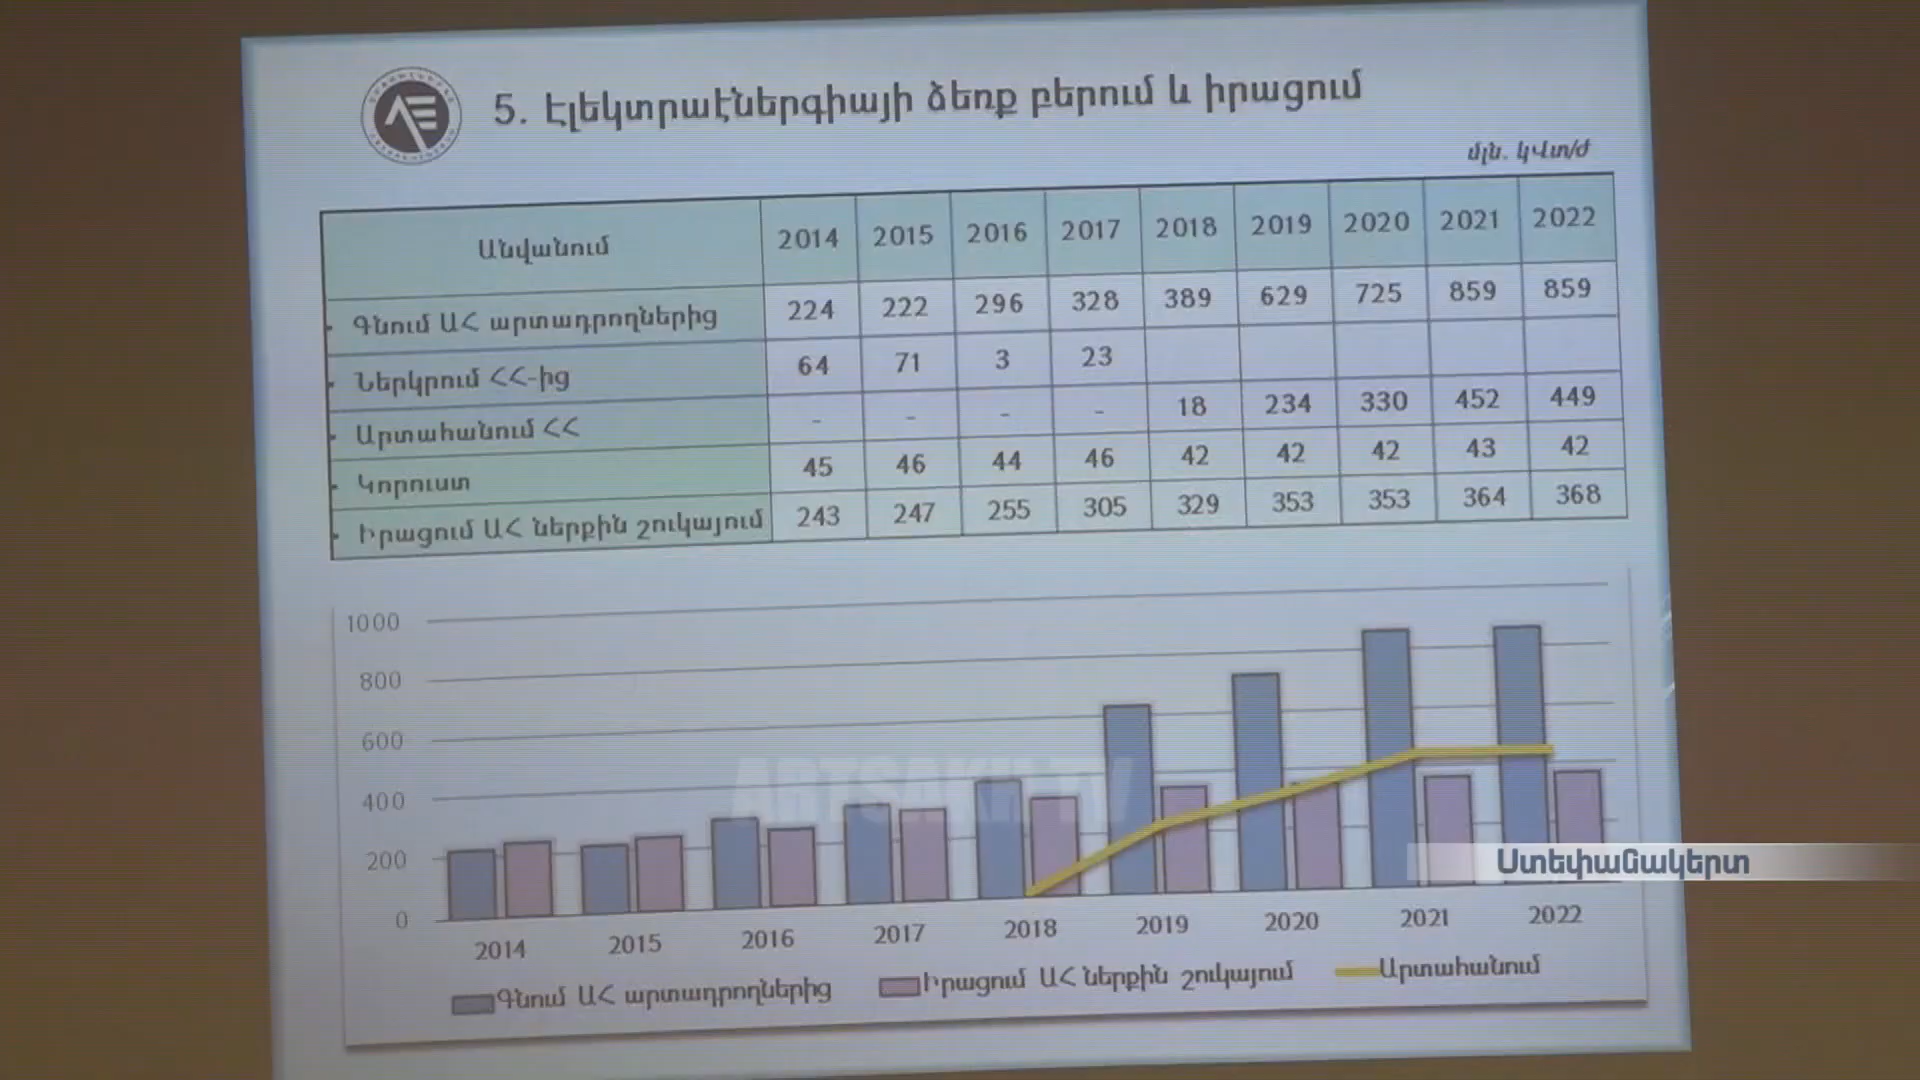 5. Էլեկտրաէներգիայի ձեռք բերում և իրացում
մլն. կՎտ/ժ
Անվանում 2014 2015 2016 2017 2018 2019 2020 2021 2022
Գնում ԱՀ արտադրողներից 224 222 296 328 389 629 725 859 859
Ներկրում ՀՀ-ից 64 71 3 23
Արտահանում ՀՀ - - - - 18 234 330 452 449
Կորուստ 45 46 44 46 42 42 42 43 42
Իրացում ԱՀ ներքին շուկայում 243 247 255 305 329 353 353 364 368
1000
800
600
400
200
0
2014 2015 2016 2017 2018 2019 2020 2021 2022
Գնում ԱՀ արտադրողներից Իրացում ԱՀ ներքին շուկայում Արտահանում
ARTSAKH TV
Ստեփանակերտ